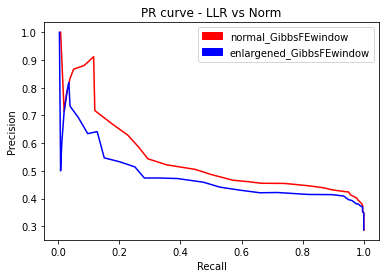 PR curve - LLR vs Norm
normal_GibbsFEwindow
enlargened_GibbsFEwindow
Precision
1.0
0.9
0.8
0.7
0.6
0.5
0.4
0.3
0.0 0.2 0.4 0.6 0.8 1.0
Recall